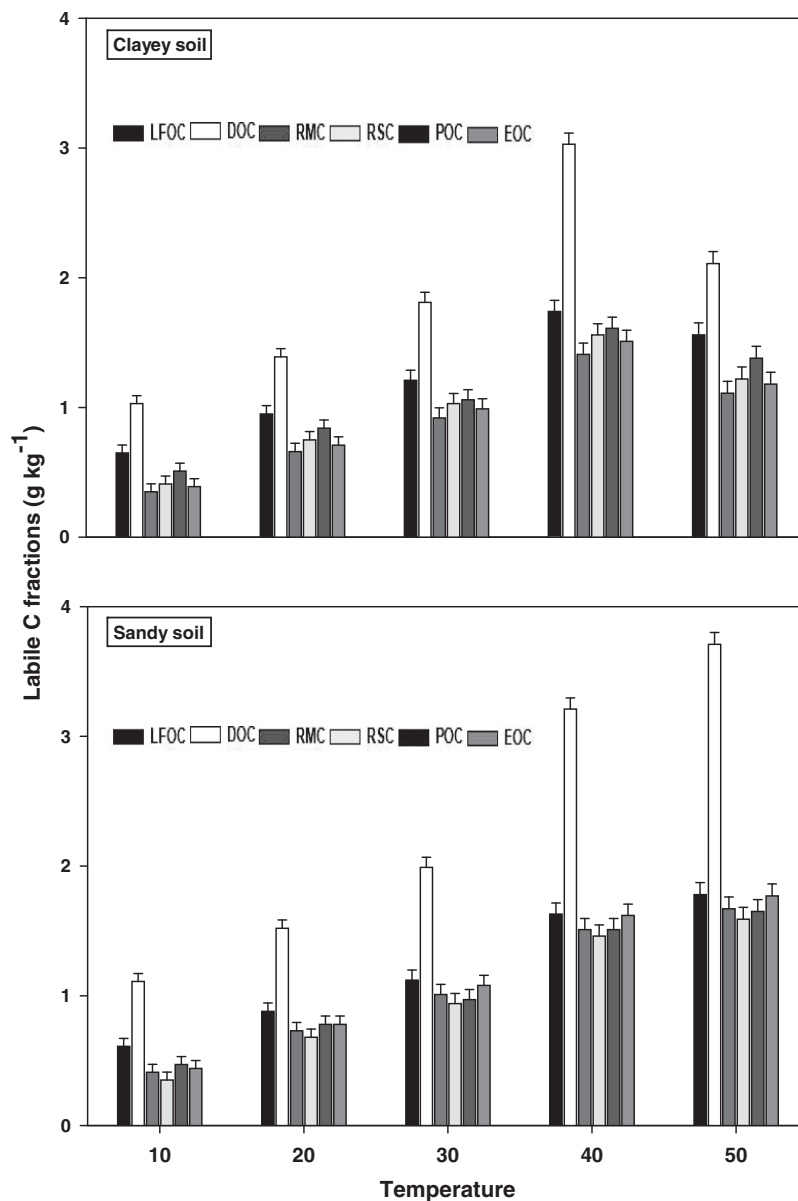 4
Clayey soil
LFOC DOC RMC RSC POC EOC
3
2
1
0
Labile C fractions (g kg⁻¹)
4
Sandy soil
LFOC DOC RMC RSC POC EOC
3
2
1
0
10 20 30 40 50
Temperature